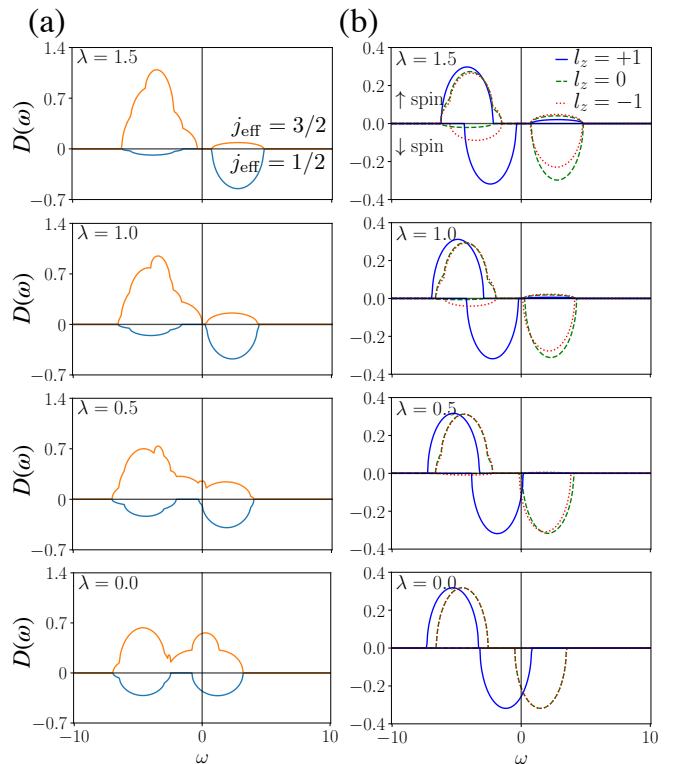 (a)
(b)
1.4
0.7
0
−0.7
D(ω)
λ = 1.5
j_eff = 3/2
j_eff = 1/2
0.4
0.2
0.0
−0.2
−0.4
λ = 1.5
↑ spin
↓ spin
l_z = +1
l_z = 0
l_z = −1
1.4
0.7
0
−0.7
D(ω)
λ = 1.0
0.4
0.2
0.0
−0.2
−0.4
λ = 1.0
1.4
0.7
0
−0.7
D(ω)
λ = 0.5
0.4
0.2
0.0
−0.2
−0.4
λ = 0.5
1.4
0.7
0
−0.7
D(ω)
λ = 0.0
−10 0 10
ω
0.4
0.2
0.0
−0.2
−0.4
λ = 0.0
−10 0 10
ω